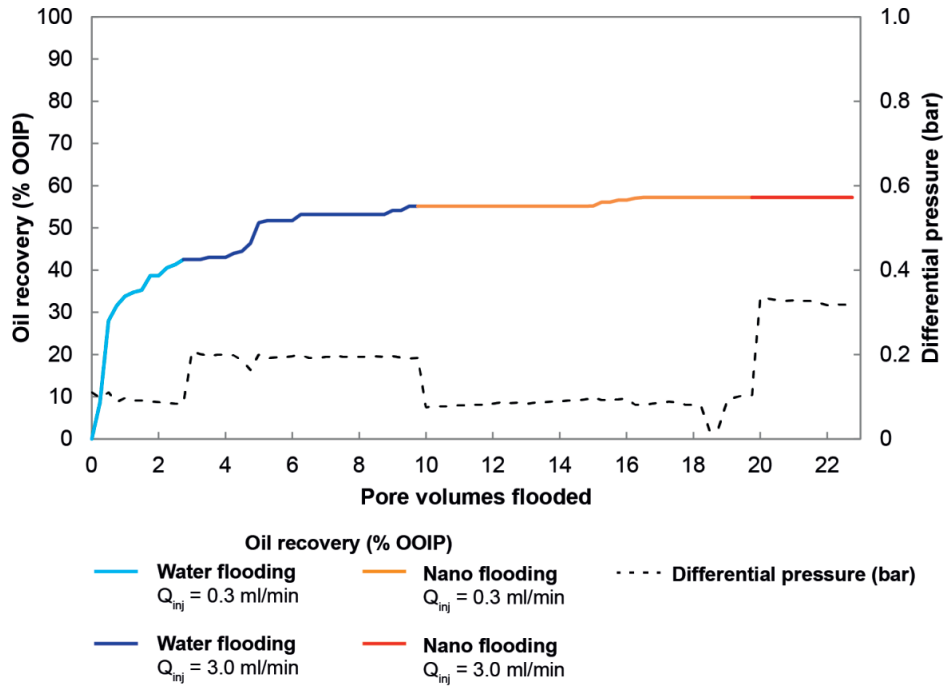 100
90
80
70
60
50
40
30
20
10
0
Oil recovery (% OOIP)
1.0
0.8
0.6
0.4
0.2
0
Differential pressure (bar)
0 2 4 6 8 10 12 14 16 18 20 22
Pore volumes flooded
Oil recovery (% OOIP)
Water flooding
Qinj = 0.3 ml/min
Nano flooding
Qinj = 0.3 ml/min
Differential pressure (bar)
Water flooding
Qinj = 3.0 ml/min
Nano flooding
Qinj = 3.0 ml/min